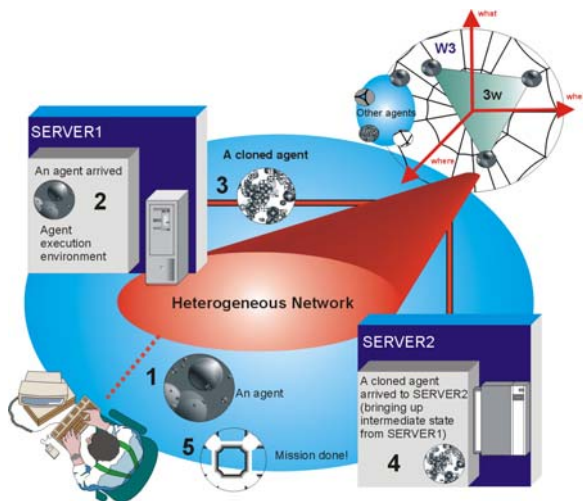 what
W3
3w
whe
where
Other agents
SERVER1
An agent arrived
2
Agent
execution
environment
A cloned agent
3
Heterogeneous Network
1
An agent
5
Mission done!
SERVER2
A cloned agent
arrived to SERVER2
(bringing up
intermediate state
from SERVER1)
4